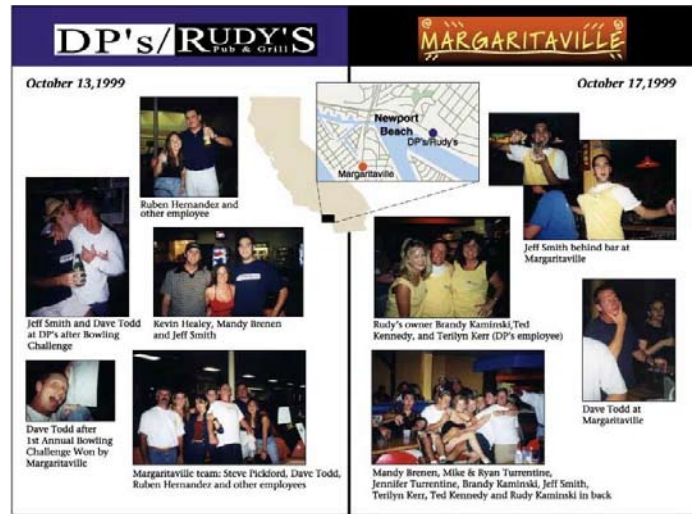 DP's/RUDY'S
Pub & Grill
October 13,1999
Ruben Hernandez and
other employee
Jeff Smith and Dave Todd
at DP's after Bowling
Challenge
Kevin Healey, Mandy Brenen
and Jeff Smith
Dave Todd after
1st Annual Bowling
Challenge Won by
Margaritaville
Margaritaville team: Steve Pickford, Dave Todd,
Ruben Hernandez and other employees
Newport
Beach
DP's/Rudy's
Margaritaville
MARGARITAVILLE
October 17,1999
Jeff Smith behind bar at
Margaritaville
Rudy's owner Brandy Kaminski,Ted
Kennedy, and Terilyn Kerr (DP's employee)
Dave Todd at
Margaritaville
Mandy Brenen, Mike & Ryan Turrentine,
Jennifer Turrentine, Brandy Kaminski, Jeff Smith,
Terilyn Kerr, Ted Kennedy and Rudy Kaminski in back